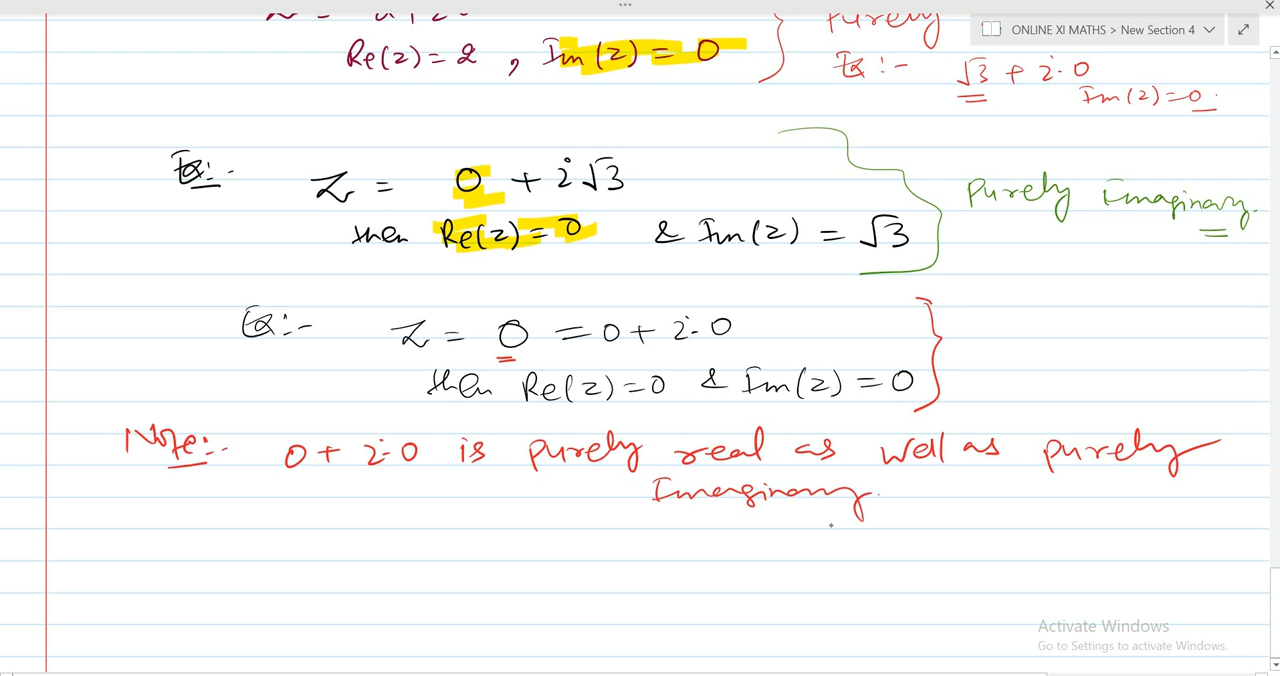 Purely
ONLINE XI MATHS > New Section 4
Re(z) = 2 , Im(z) = 0
Ex :- √3 + i·0
Im(z) = 0
Ex :- z = 0 + i√3
then Re(z) = 0 & Im(z) = √3
Purely Imaginary
Ex :- z = 0 = 0 + i·0
then Re(z) = 0 & Im(z) = 0
Note :- 0 + i·0 is purely real as well as purely
Imaginary.
Activate Windows
Go to Settings to activate Windows.